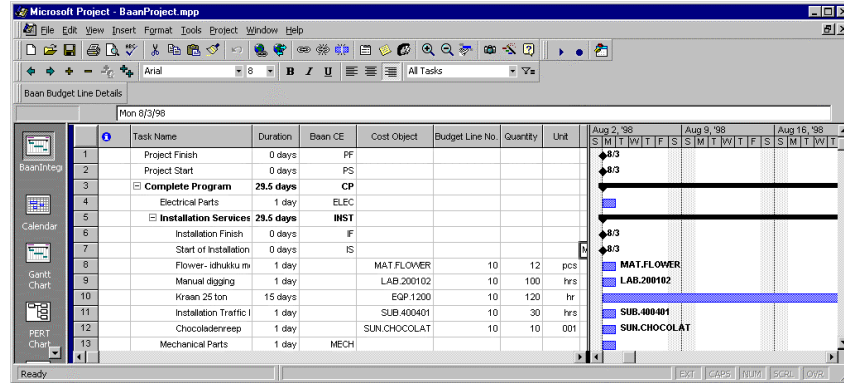 Microsoft Project - BaanProject.mpp
File Edit View Insert Format Tools Project Window Help
Arial 8 B I U All Tasks
Baan Budget Line Details
Mon 8/3/98
Task Name Duration Baan CE Cost Object Budget Line No. Quantity Unit Aug 2, '98 Aug 9, '98 Aug 16, '98
S M T W T F S S M T W T F S S M T W T
1 Project Finish 0 days PF 8/3
2 Project Start 0 days PS 8/3
3 Complete Program 29.5 days CP
4 Electrical Parts 1 day ELEC
5 Installation Services 29.5 days INST
6 Installation Finish 0 days IF 8/3
7 Start of Installation 0 days IS 8/3
8 Flower- idhukku m 1 day MAT.FLOWER 10 12 pcs MAT.FLOWER
9 Manual digging 1 day LAB.200102 10 100 hrs LAB.200102
10 Kraan 25 ton 15 days EQP.1200 10 120 hr
11 Installation Traffic l 1 day SUB.400401 10 30 hrs SUB.400401
12 Chocoladenreep 1 day SUN.CHOCOLAT 10 10 001 SUN.CHOCOLAT
13 Mechanical Parts 1 day MECH
BaanInteg
Calendar
Gantt
Chart
PERT
Chart
Ready EXT CAPS NUM SCRL OVR